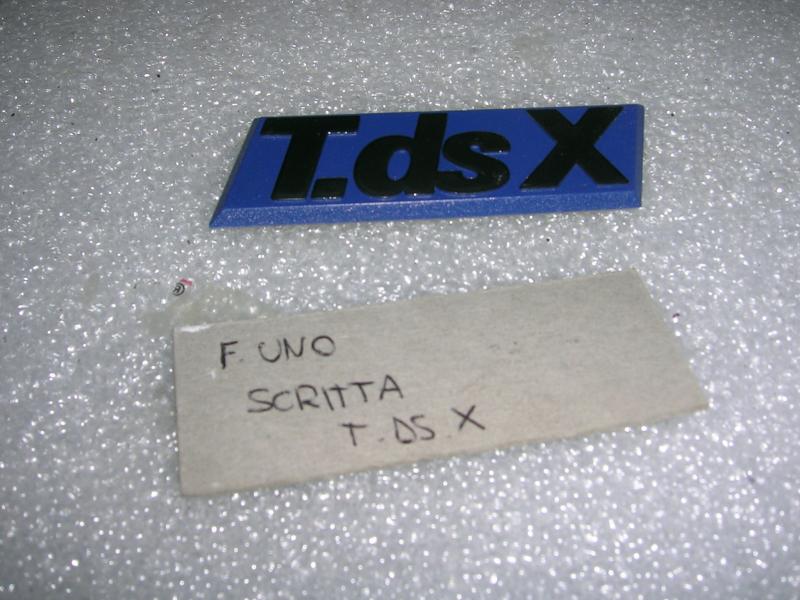 T.ds X
F. UNO
SCRITTA
T.DS.X